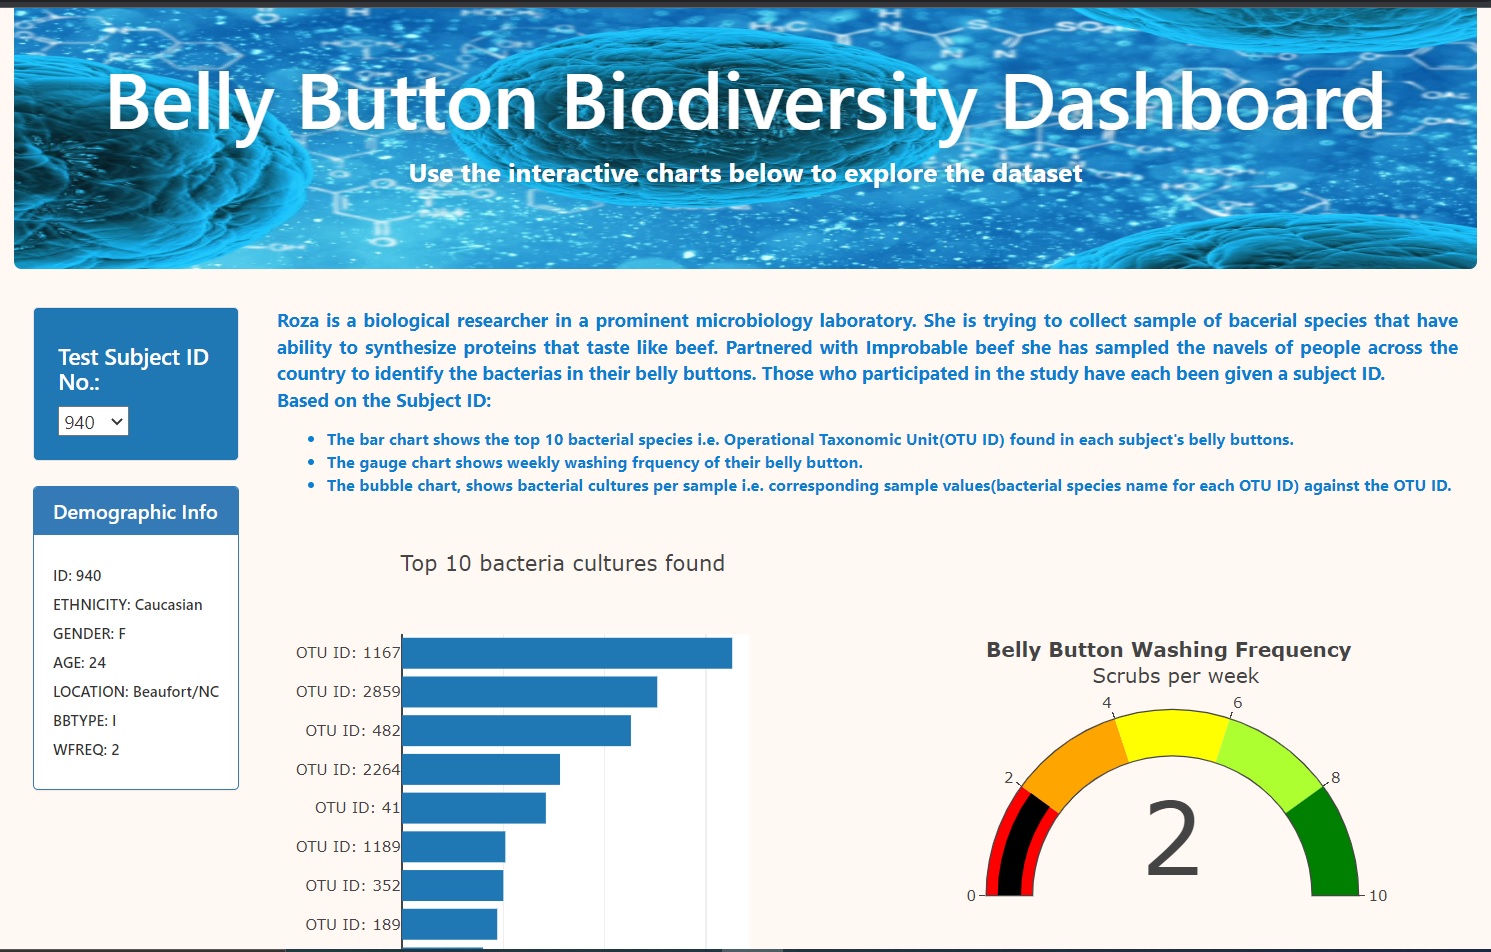 Belly Button Biodiversity Dashboard
Use the interactive charts below to explore the dataset
Test Subject ID
No.:
940
Demographic Info
ID: 940
ETHNICITY: Caucasian
GENDER: F
AGE: 24
LOCATION: Beaufort/NC
BBTYPE: I
WFREQ: 2
Roza is a biological researcher in a prominent microbiology laboratory. She is trying to collect sample of bacerial species that have
ability to synthesize proteins that taste like beef. Partnered with Improbable beef she has sampled the navels of people across the
country to identify the bacterias in their belly buttons. Those who participated in the study have each been given a subject ID.
Based on the Subject ID:
• The bar chart shows the top 10 bacterial species i.e. Operational Taxonomic Unit(OTU ID) found in each subject's belly buttons.
• The gauge chart shows weekly washing frquency of their belly button.
• The bubble chart, shows bacterial cultures per sample i.e. corresponding sample values(bacterial species name for each OTU ID) against the OTU ID.
Top 10 bacteria cultures found
OTU ID: 1167
OTU ID: 2859
OTU ID: 482
OTU ID: 2264
OTU ID: 41
OTU ID: 1189
OTU ID: 352
OTU ID: 189
Belly Button Washing Frequency
Scrubs per week
0
2
4
6
8
10
2